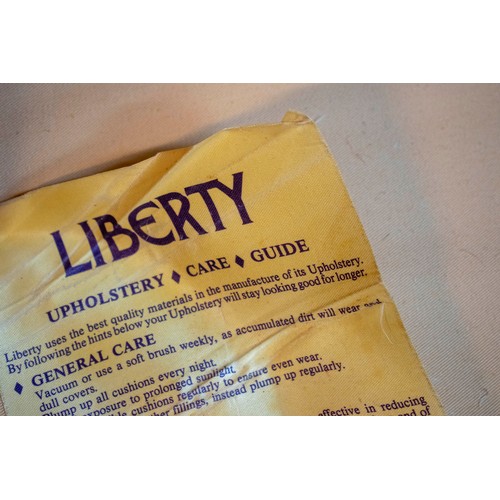 LIBERTY
UPHOLSTERY ♦ CARE ♦ GUIDE
Liberty uses the best quality materials in the manufacture of its Upholstery.
By following the hints below your Upholstery will stay looking good for longer.
♦ GENERAL CARE
Vacuum or use a soft brush weekly, as accumulated dirt will wear and
dull covers.
Plump up all cushions every night.
exposure to prolonged sunlight.
cushions regularly to ensure even wear.
fillings, instead plump up regularly.
effective in reducing
end of